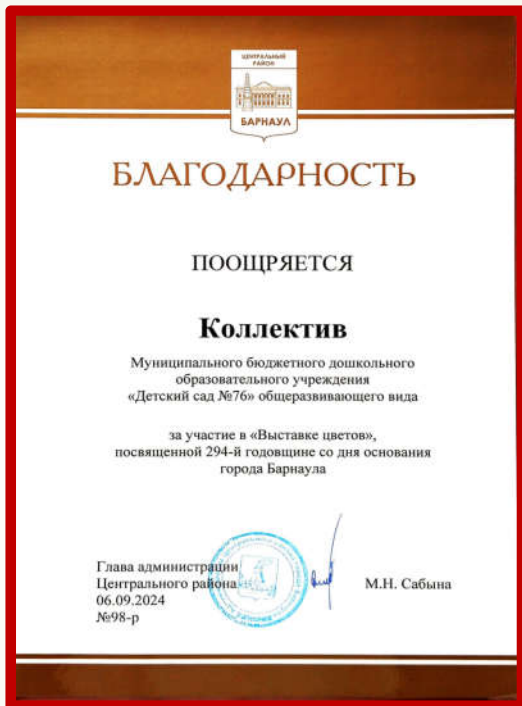 ЦЕНТРАЛЬНЫЙ
РАЙОН
БАРНАУЛ
БЛАГОДАРНОСТЬ
ПООЩРЯЕТСЯ
Коллектив
Муниципального бюджетного дошкольного
образовательного учреждения
«Детский сад №76» общеразвивающего вида
за участие в «Выставке цветов»,
посвященной 294-й годовщине со дня основания
города Барнаула
Глава администрации
Центрального района
06.09.2024
№98-р
М.Н. Сабына